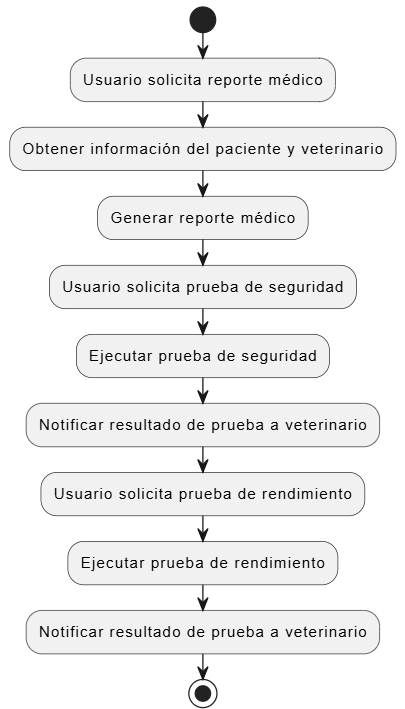 Usuario solicita reporte médico
Obtener información del paciente y veterinario
Generar reporte médico
Usuario solicita prueba de seguridad
Ejecutar prueba de seguridad
Notificar resultado de prueba a veterinario
Usuario solicita prueba de rendimiento
Ejecutar prueba de rendimiento
Notificar resultado de prueba a veterinario